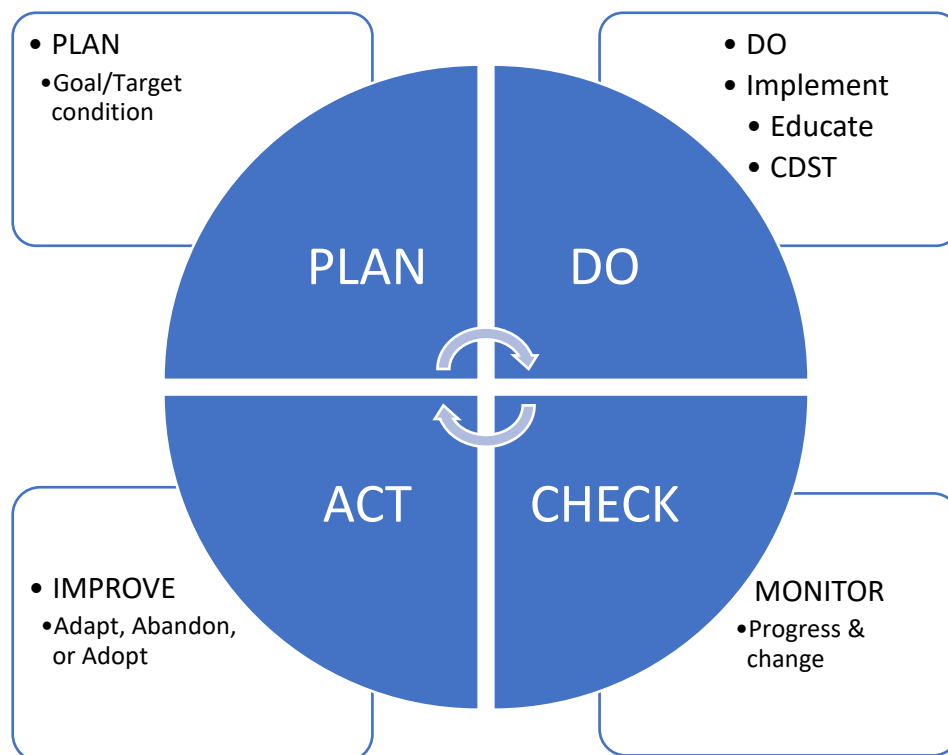 • PLAN
•Goal/Target
condition
• DO
• Implement
• Educate
• CDST
PLAN
DO
ACT
CHECK
• IMPROVE
•Adapt, Abandon,
or Adopt
MONITOR
•Progress &
change